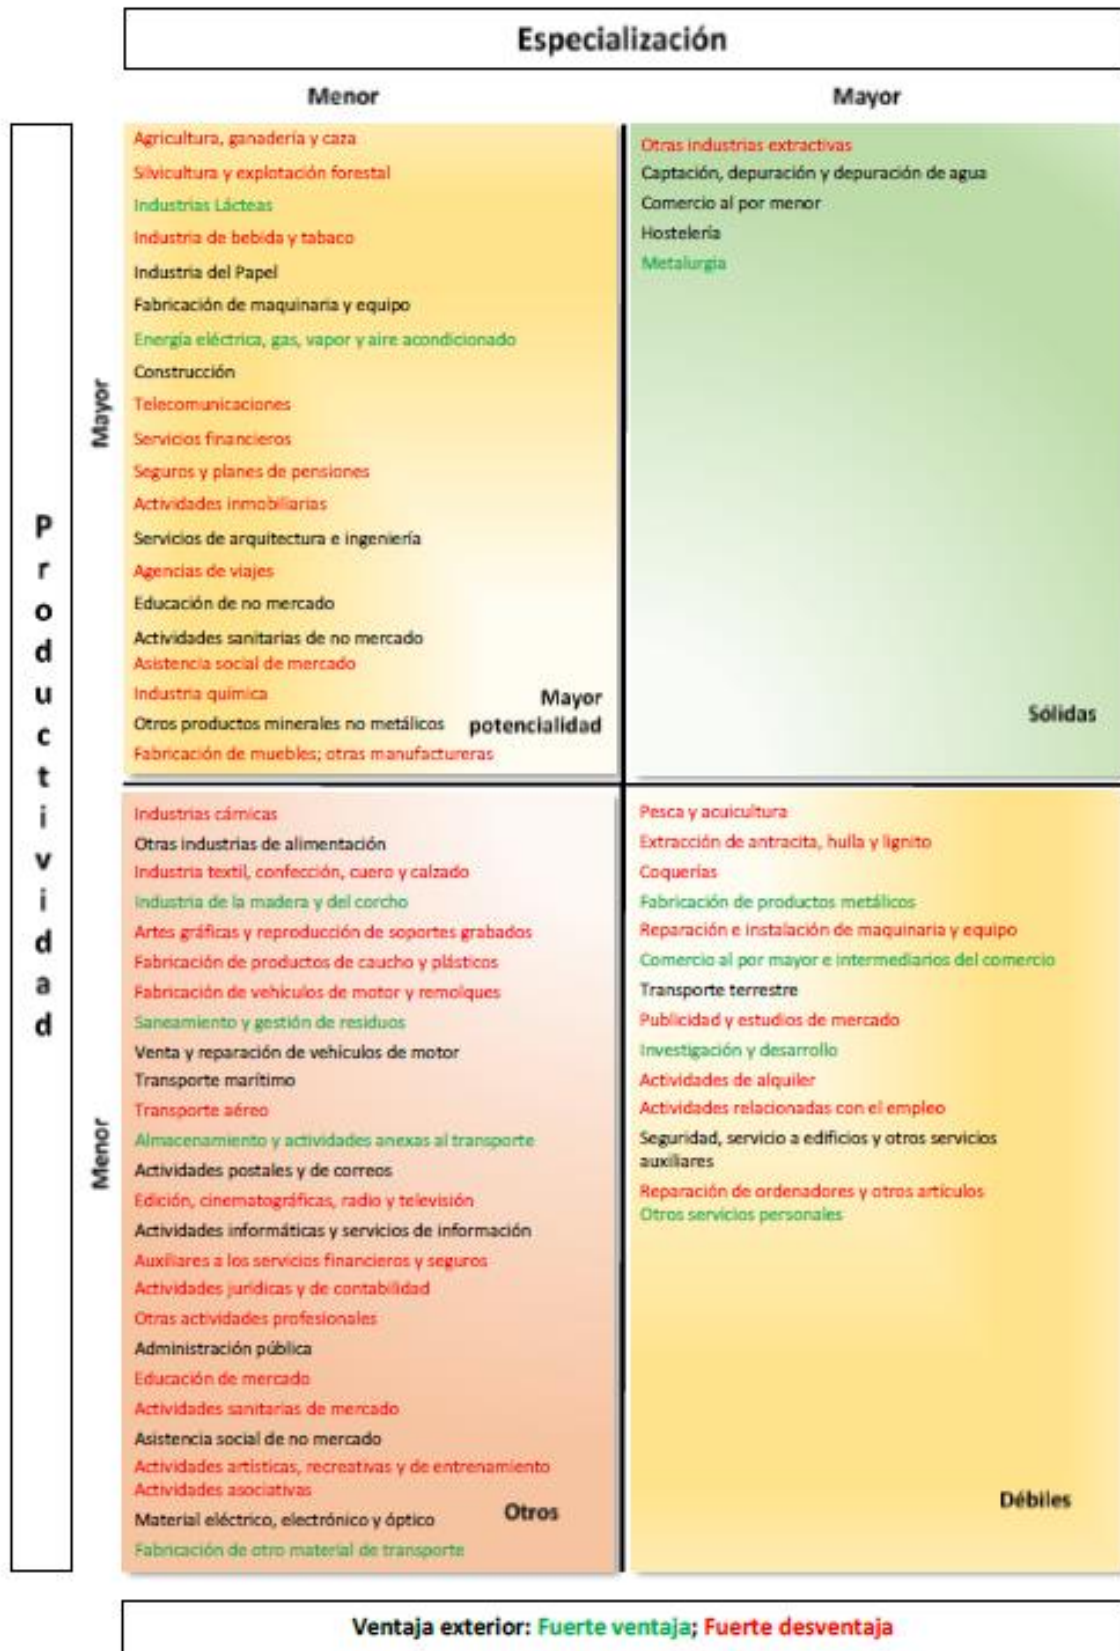 Especialización
Menor
Mayor
Productividad
Mayor
Agricultura, ganadería y caza
Silvicultura y explotación forestal
Industrias Lácteas
Industria de bebida y tabaco
Industria del Papel
Fabricación de maquinaria y equipo
Energía eléctrica, gas, vapor y aire acondicionado
Construcción
Telecomunicaciones
Servicios financieros
Seguros y planes de pensiones
Actividades inmobiliarias
Servicios de arquitectura e ingeniería
Agencias de viajes
Educación de no mercado
Actividades sanitarias de no mercado
Asistencia social de mercado
Industria química
Otros productos minerales no metálicos
Fabricación de muebles; otras manufactureras
Mayor
potencialidad
Otras industrias extractivas
Captación, depuración y depuración de agua
Comercio al por menor
Hostelería
Metalurgia
Sólidas
Menor
Industrias cárnicas
Otras industrias de alimentación
Industria textil, confección, cuero y calzado
Industria de la madera y del corcho
Artes gráficas y reproducción de soportes grabados
Fabricación de productos de caucho y plásticos
Fabricación de vehículos de motor y remolques
Saneamiento y gestión de residuos
Venta y reparación de vehículos de motor
Transporte marítimo
Transporte aéreo
Almacenamiento y actividades anexas al transporte
Actividades postales y de correos
Edición, cinematográficas, radio y televisión
Actividades informáticas y servicios de información
Auxiliares a los servicios financieros y seguros
Actividades jurídicas y de contabilidad
Otras actividades profesionales
Administración pública
Educación de mercado
Actividades sanitarias de mercado
Asistencia social de no mercado
Actividades artísticas, recreativas y de entrenamiento
Actividades asociativas
Material eléctrico, electrónico y óptico
Fabricación de otro material de transporte
Otros
Pesca y acuicultura
Extracción de antracita, hulla y lignito
Coquerías
Fabricación de productos metálicos
Reparación e instalación de maquinaria y equipo
Comercio al por mayor e intermediarios del comercio
Transporte terrestre
Publicidad y estudios de mercado
Investigación y desarrollo
Actividades de alquiler
Actividades relacionadas con el empleo
Seguridad, servicio a edificios y otros servicios
auxiliares
Reparación de ordenadores y otros artículos
Otros servicios personales
Débiles
Ventaja exterior: Fuerte ventaja; Fuerte desventaja